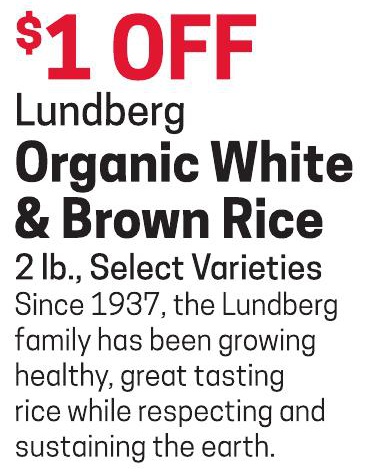 $1 OFF
Lundberg
Organic White
& Brown Rice
2 lb., Select Varieties
Since 1937, the Lundberg
family has been growing
healthy, great tasting
rice while respecting and
sustaining the earth.